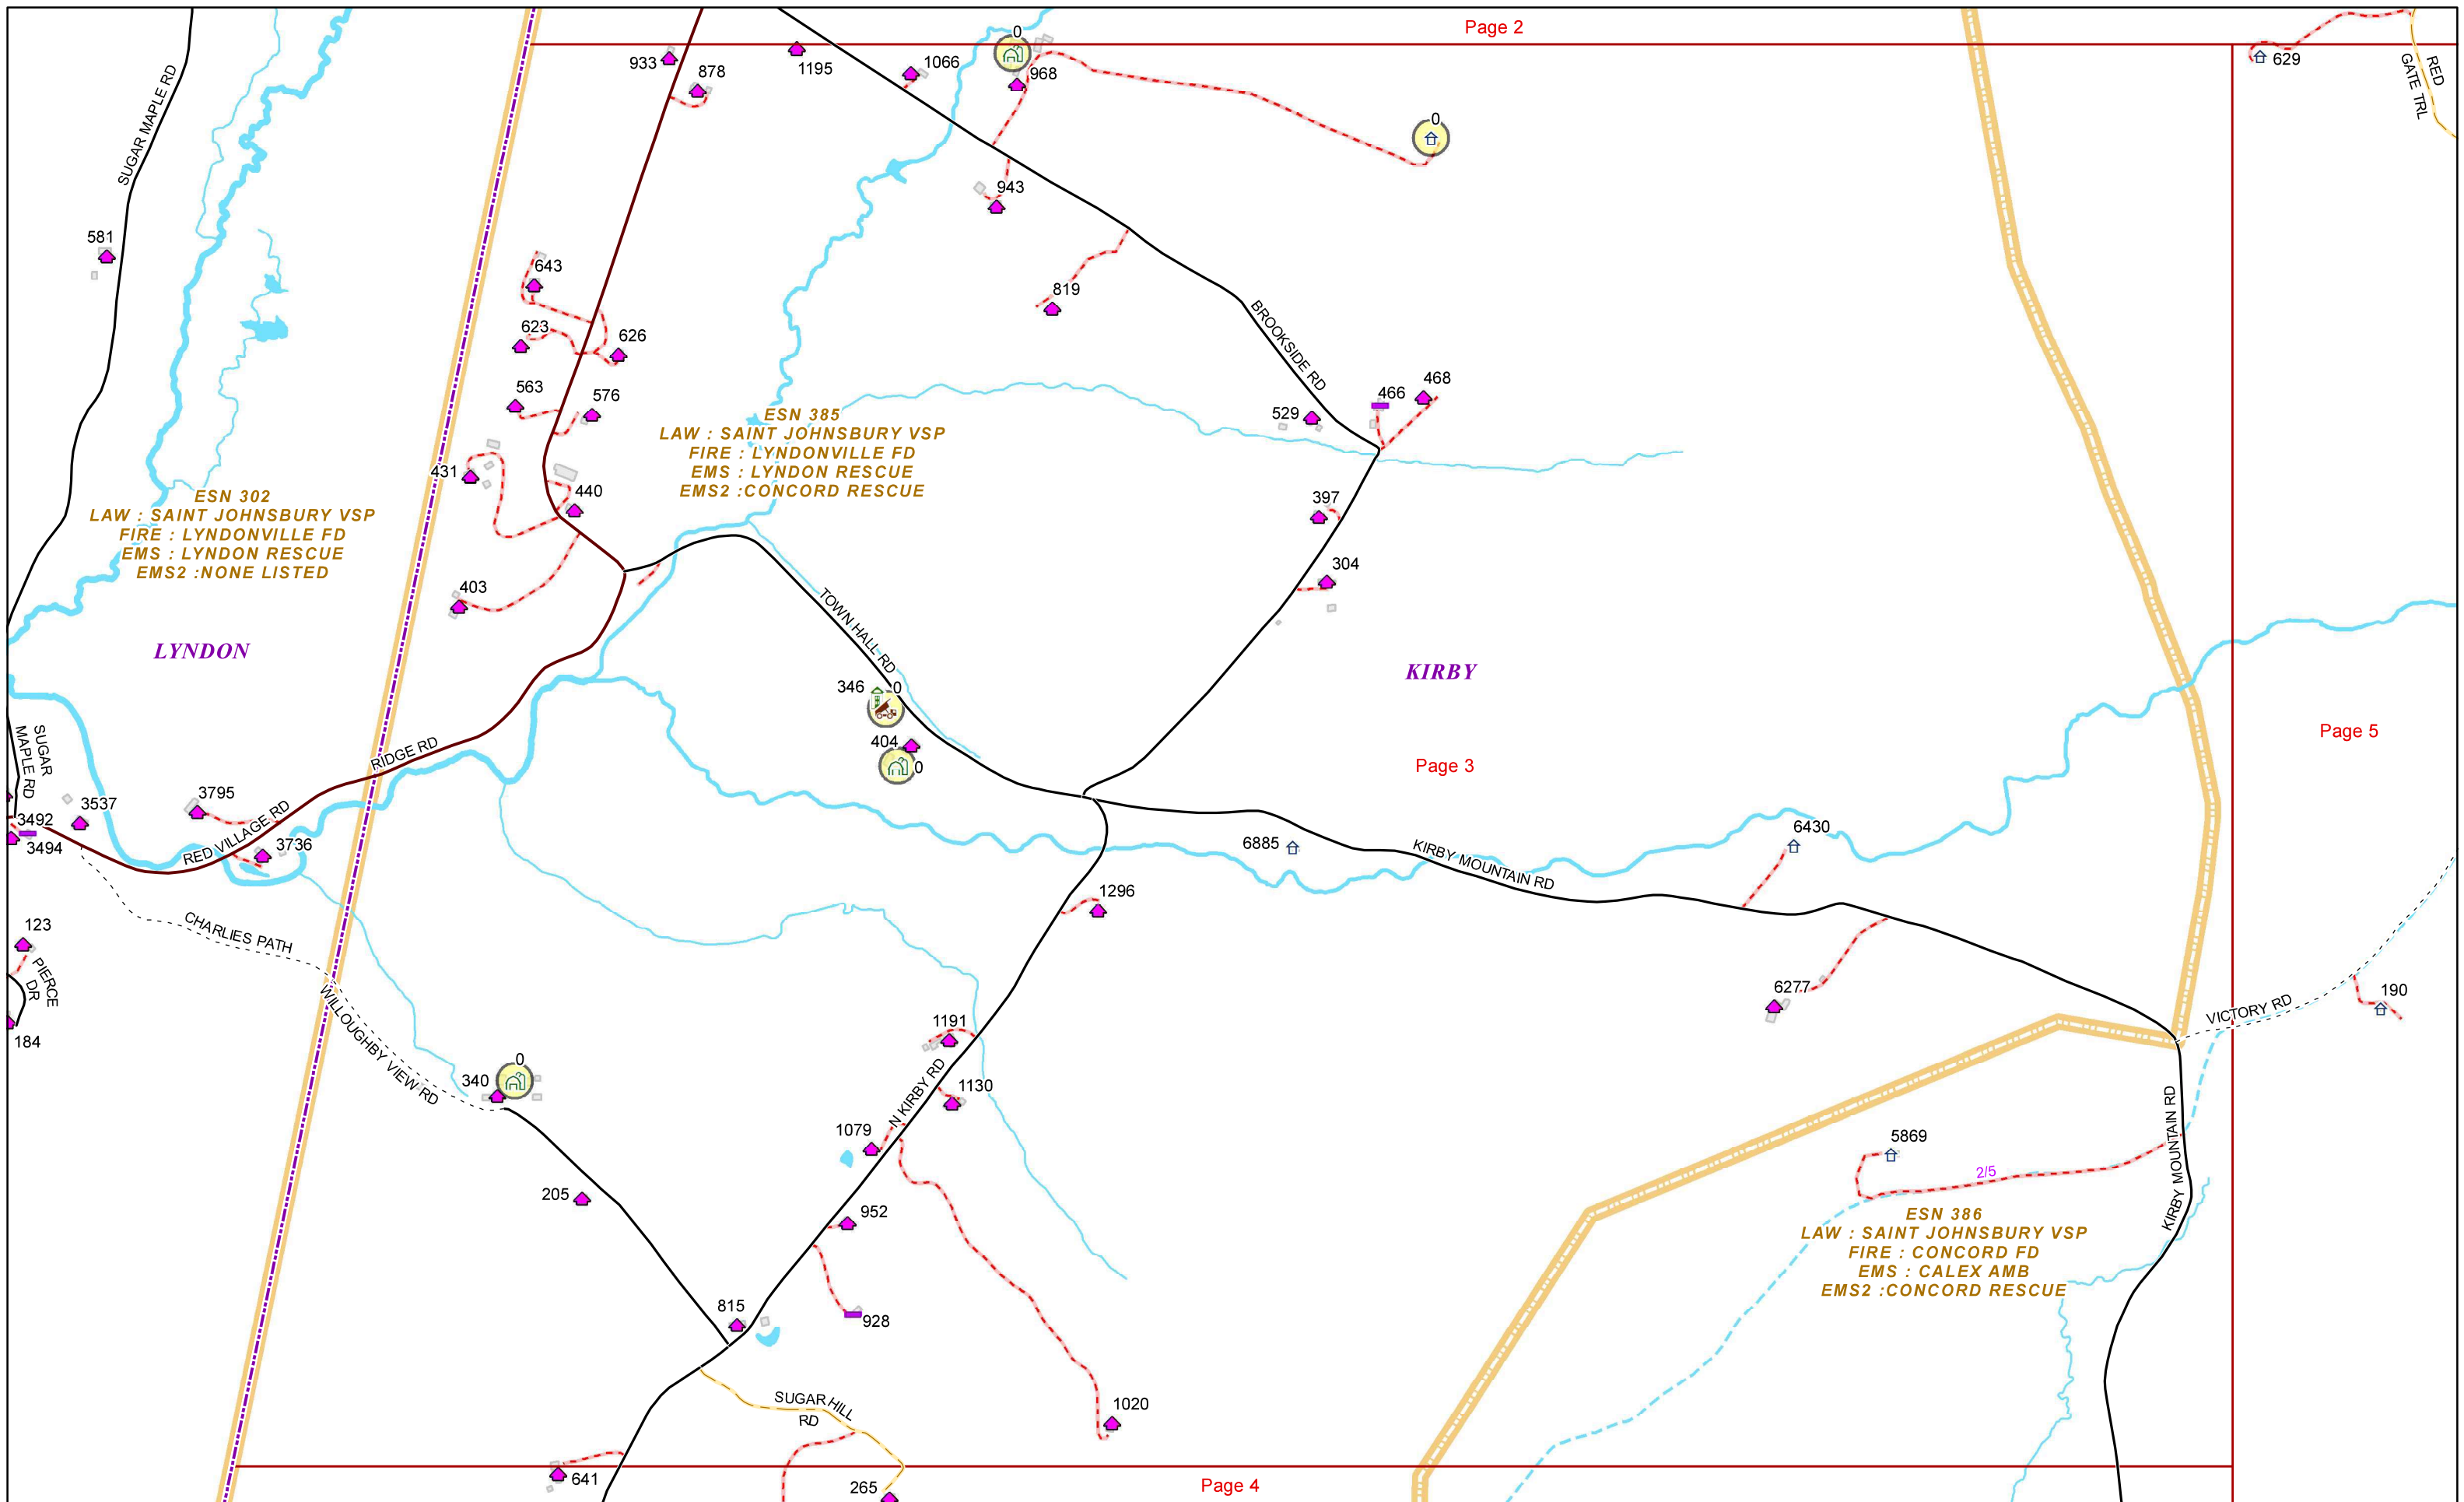 Page 2
0
933
878
1195
1066
968
629
RED
GATE TRL
SUGAR MAPLE RD
0
943
581
643
819
623
626
BROOKSIDE RD
563
576
468
466
529
ESN 385
LAW : SAINT JOHNSBURY VSP
FIRE : LYNDONVILLE FD
EMS : LYNDON RESCUE
EMS2 :CONCORD RESCUE
431
440
397
ESN 302
LAW : SAINT JOHNSBURY VSP
FIRE : LYNDONVILLE FD
EMS : LYNDON RESCUE
EMS2 :NONE LISTED
403
304
TOWN HALL RD
LYNDON
KIRBY
346
0
Page 5
404
0
Page 3
SUGAR
MAPLE RD
RIDGE RD
3795
3537
3492
3494
RED VILLAGE RD
3736
6885
6430
KIRBY MOUNTAIN RD
1296
123
CHARLIES PATH
PIERCE
DR
WILLOUGHBY VIEW RD
184
6277
190
VICTORY RD
1191
340
0
N KIRBY RD
1130
1079
KIRBY MOUNTAIN RD
5869
2/5
205
952
ESN 386
LAW : SAINT JOHNSBURY VSP
FIRE : CONCORD FD
EMS : CALEX AMB
EMS2 :CONCORD RESCUE
815
928
SUGAR HILL
RD
1020
641
265
Page 4